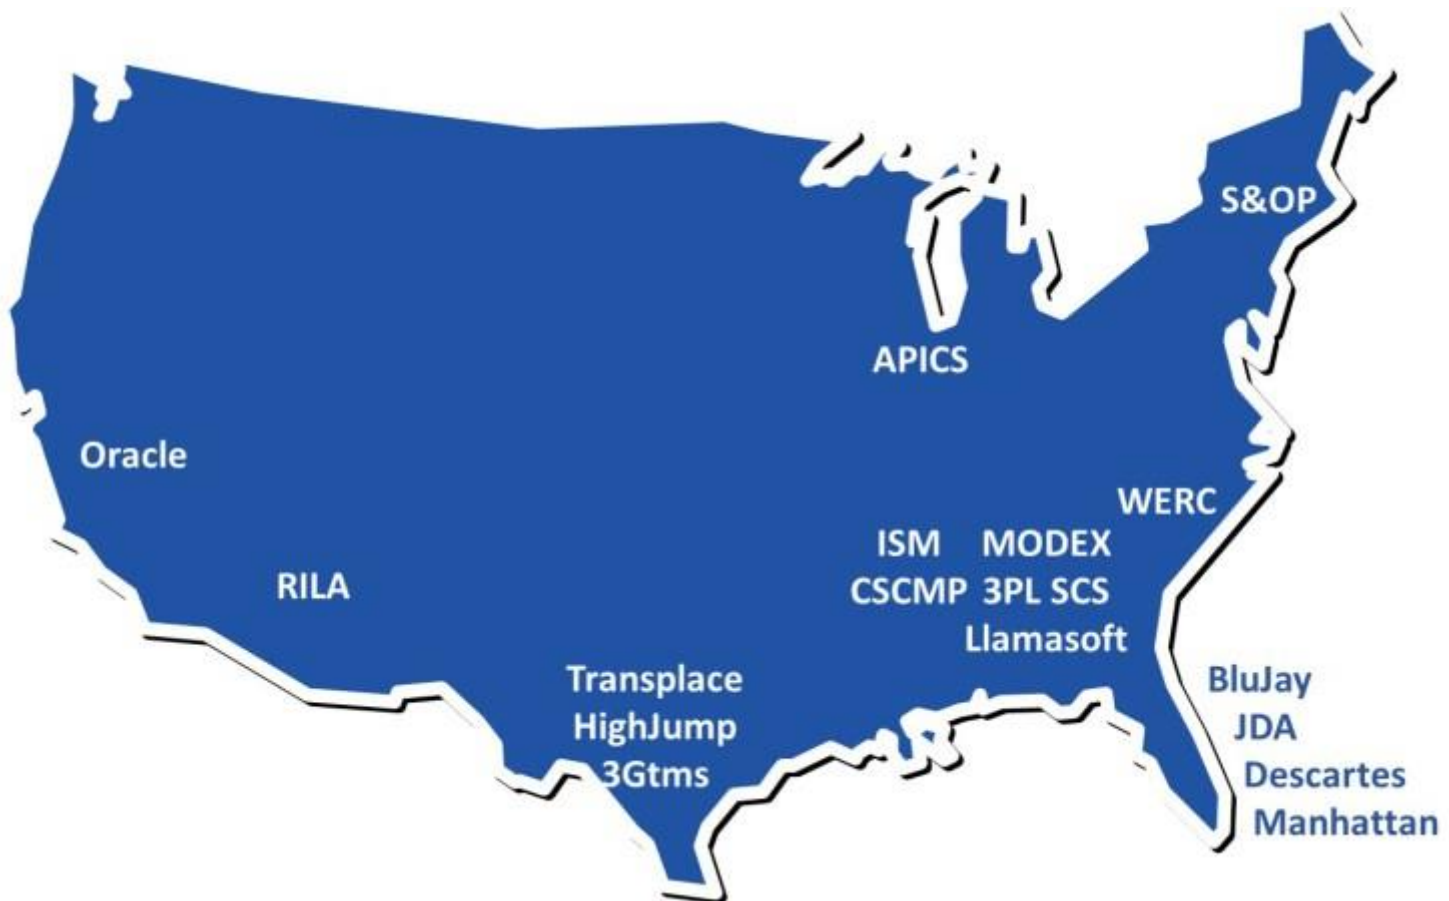 S&OP
APICS
Oracle
WERC
ISM MODEX
RILA
CSCMP 3PL SCS
Llamasoft
Transplace
HighJump
3Gtms
BluJay
JDA
Descartes
Manhattan